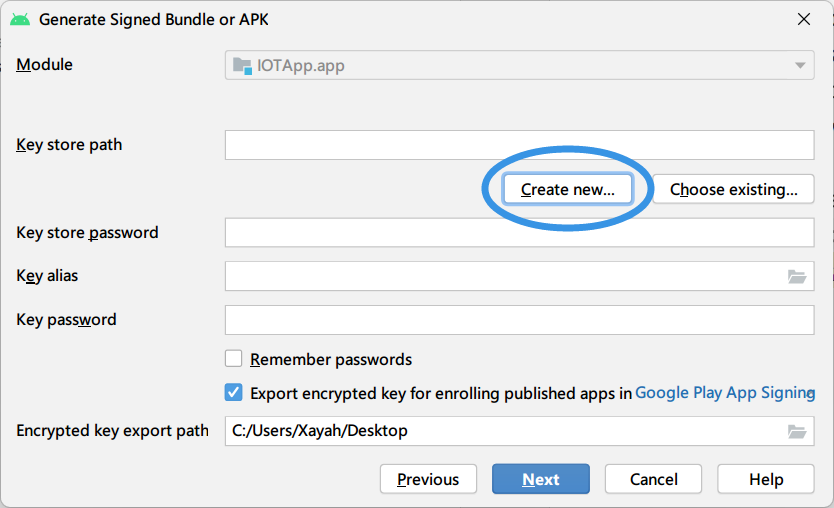 Generate Signed Bundle or APK
Module
IOTApp.app
Key store path
Create new...
Choose existing...
Key store password
Key alias
Key password
Remember passwords
Export encrypted key for enrolling published apps in Google Play App Signing
Encrypted key export path
C:/Users/Xayah/Desktop
Previous
Next
Cancel
Help